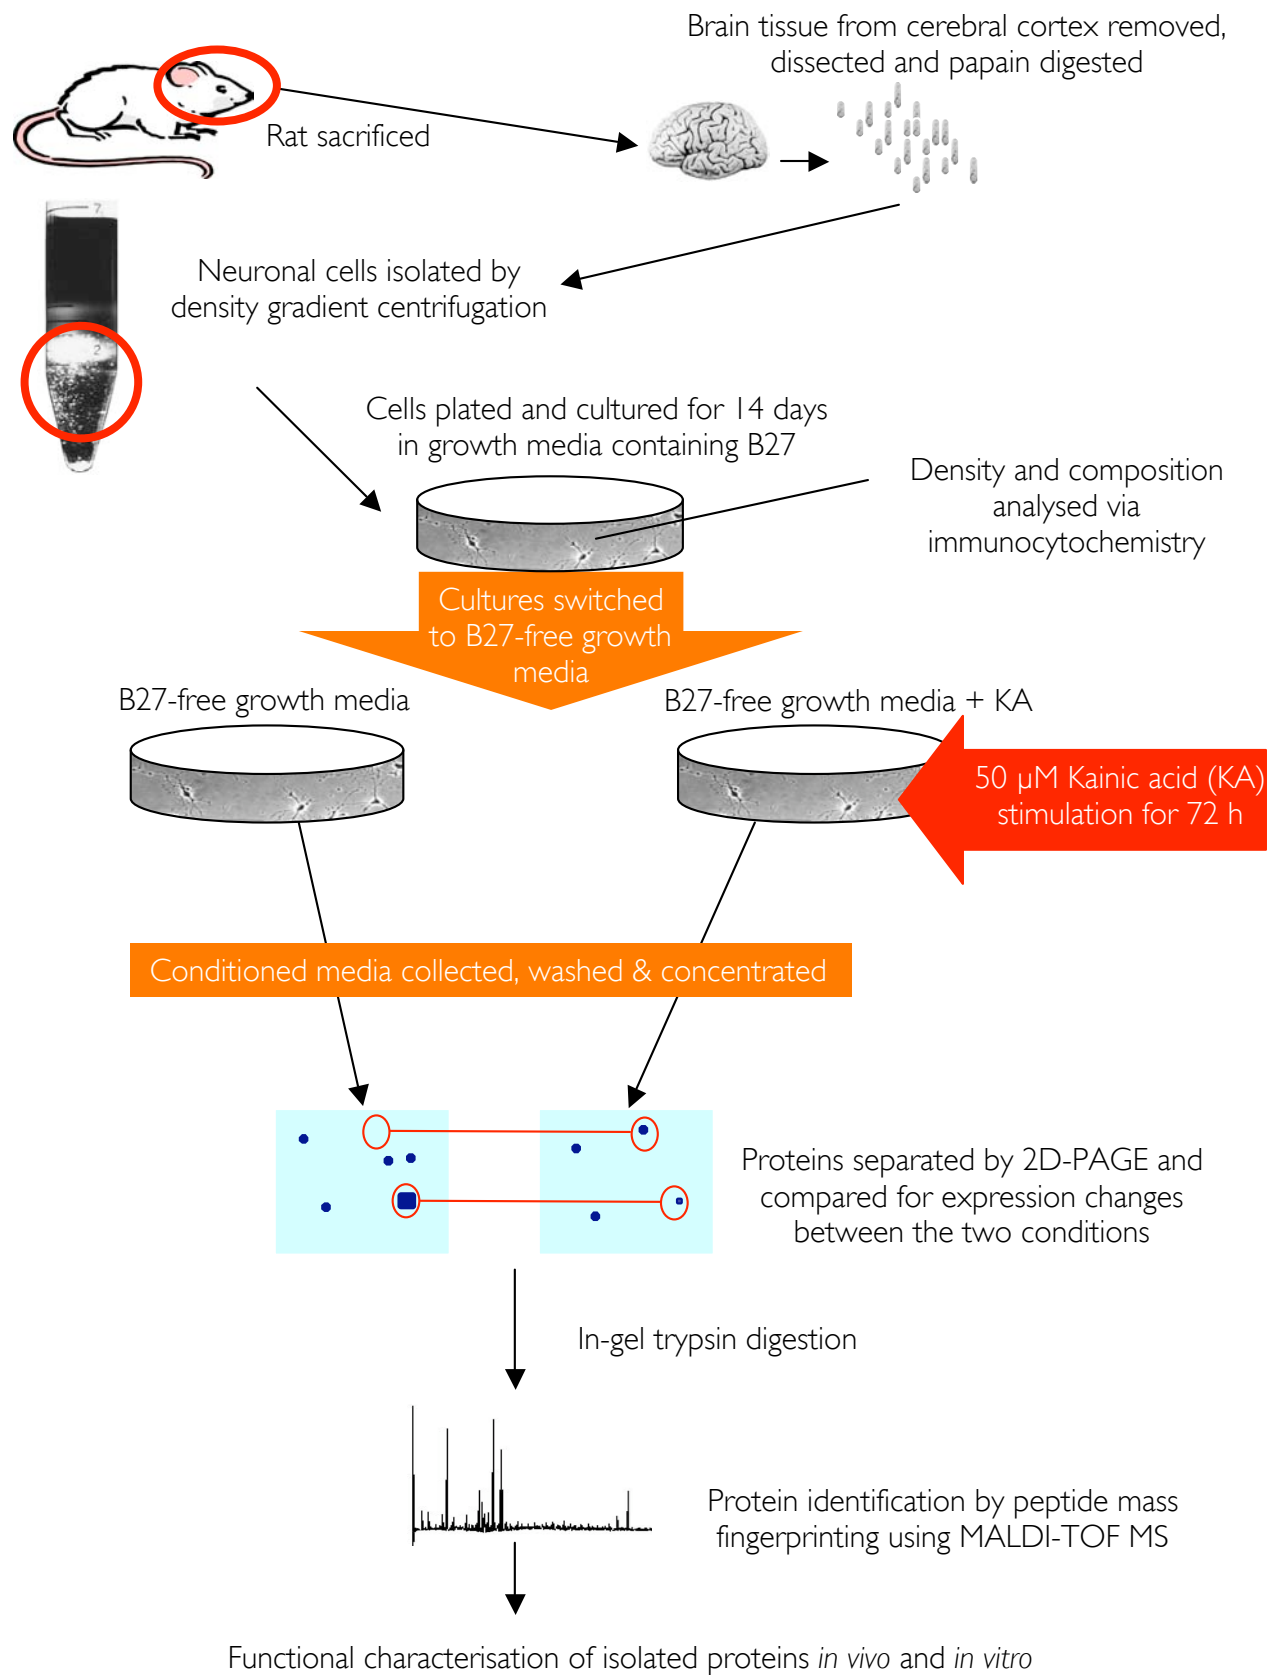 Brain tissue from cerebral cortex removed,
dissected and papain digested
Rat sacrificed
7
Neuronal cells isolated by
density gradient centrifugation
2
Cells plated and cultured for 14 days
in growth media containing B27
Density and composition
analysed via
immunocytochemistry
Cultures switched
to B27-free growth
media
B27-free growth media
B27-free growth media + KA
50 µM Kainic acid (KA)
stimulation for 72 h
Conditioned media collected, washed & concentrated
Proteins separated by 2D-PAGE and
compared for expression changes
between the two conditions
In-gel trypsin digestion
Protein identification by peptide mass
fingerprinting using MALDI-TOF MS
Functional characterisation of isolated proteins in vivo and in vitro